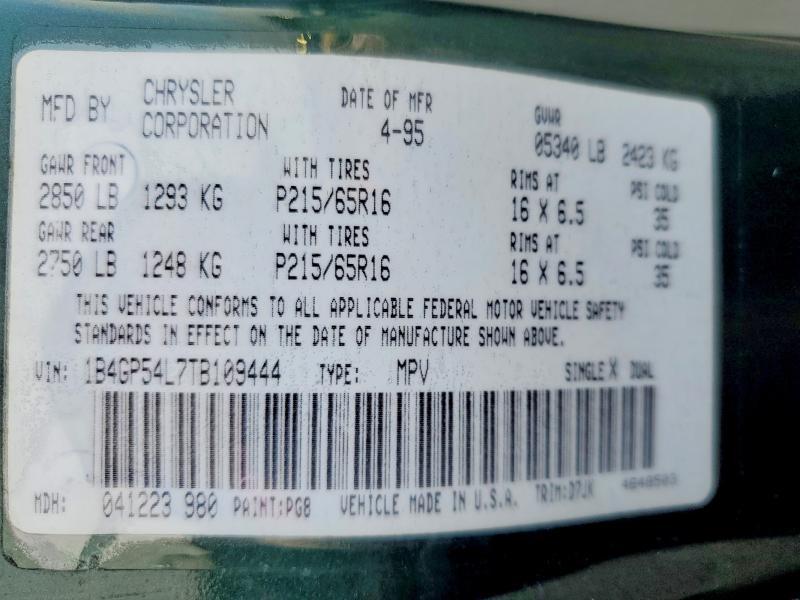 MFD BY CHRYSLER CORPORATION DATE OF MFR 4-95 GVWR 05340 LB 2423 KG
GAWR FRONT WITH TIRES RIMS AT PSI COLD
2850 LB 1293 KG P215/65R16 16 X 6.5 35
GAWR REAR WITH TIRES RIMS AT PSI COLD
2750 LB 1248 KG P215/65R16 16 X 6.5 35
THIS VEHICLE CONFORMS TO ALL APPLICABLE FEDERAL MOTOR VEHICLE SAFETY
STANDARDS IN EFFECT ON THE DATE OF MANUFACTURE SHOWN ABOVE.
VIN: 1B4GP54L7TB109444 TYPE: MPV SINGLE X DUAL
MDH: 041223 980 PAINT:PG8 VEHICLE MADE IN U.S.A. TRIM:D7JK 4648503